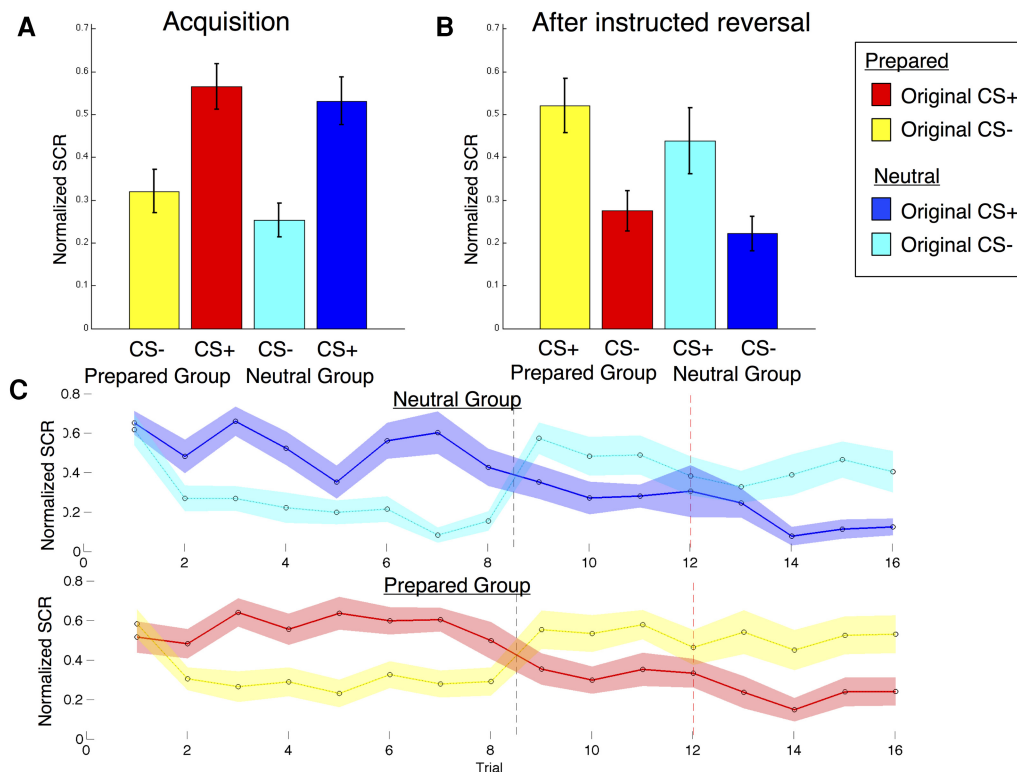 A
Acquisition
Normalized SCR
0.7
0.6
0.5
0.4
0.3
0.2
0.1
0
CS- CS+ CS- CS+
Prepared Group Neutral Group
B
After instructed reversal
Normalized SCR
0.7
0.6
0.5
0.4
0.3
0.2
0.1
0
CS+ CS- CS+ CS-
Prepared Group Neutral Group
Prepared
Original CS+
Original CS-
Neutral
Original CS+
Original CS-
C
Neutral Group
Normalized SCR
0.8
0.6
0.4
0.2
0
0 2 4 6 8 10 12 14 16
Prepared Group
Normalized SCR
0.8
0.6
0.4
0.2
0
0 2 4 6 8 10 12 14 16
Trial